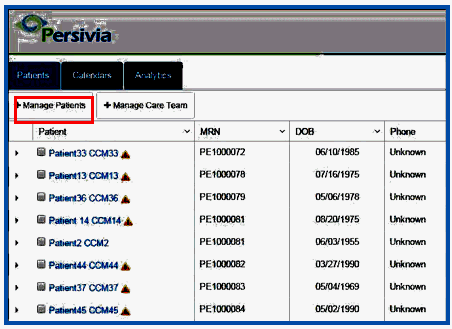 Persivia
Patients Calendars Analytics
Manage Patients + Manage Care Team
Patient MRN DOB Phone
Patient33 CCM33 PE1000072 06/10/1985 Unknown
Patient13 CCM13 PE1000078 07/16/1975 Unknown
Patient36 CCM36 PE1000079 05/06/1978 Unknown
Patient 14 CCM14 PE1000081 08/20/1975 Unknown
Patient2 CCM2 PE1000081 06/03/1955 Unknown
Patient44 CCM44 PE1000082 03/27/1990 Unknown
Patient37 CCM37 PE1000083 05/04/1969 Unknown
Patient45 CCM45 PE1000084 05/02/1990 Unknown